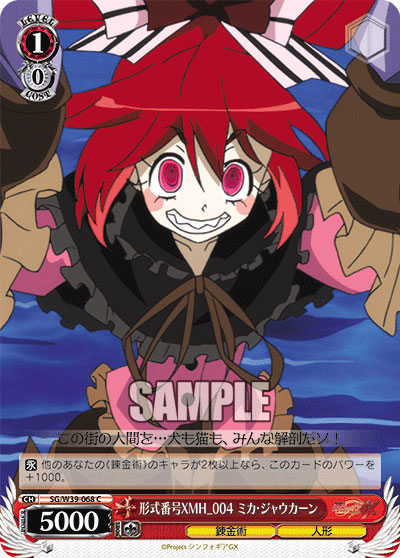 LEVEL
1
0
COST
SAMPLE
この街の人間を…犬も猫も、みんな解剖だゾ！
永 他のあなたの《錬金術》のキャラが2枚以上なら、このカードのパワーを
+1000。
CH SG/W39-068 C
5000
形式番号XMH_004 ミカ・ジャウカーン
錬金術 人形
©Project シンフォギアGX